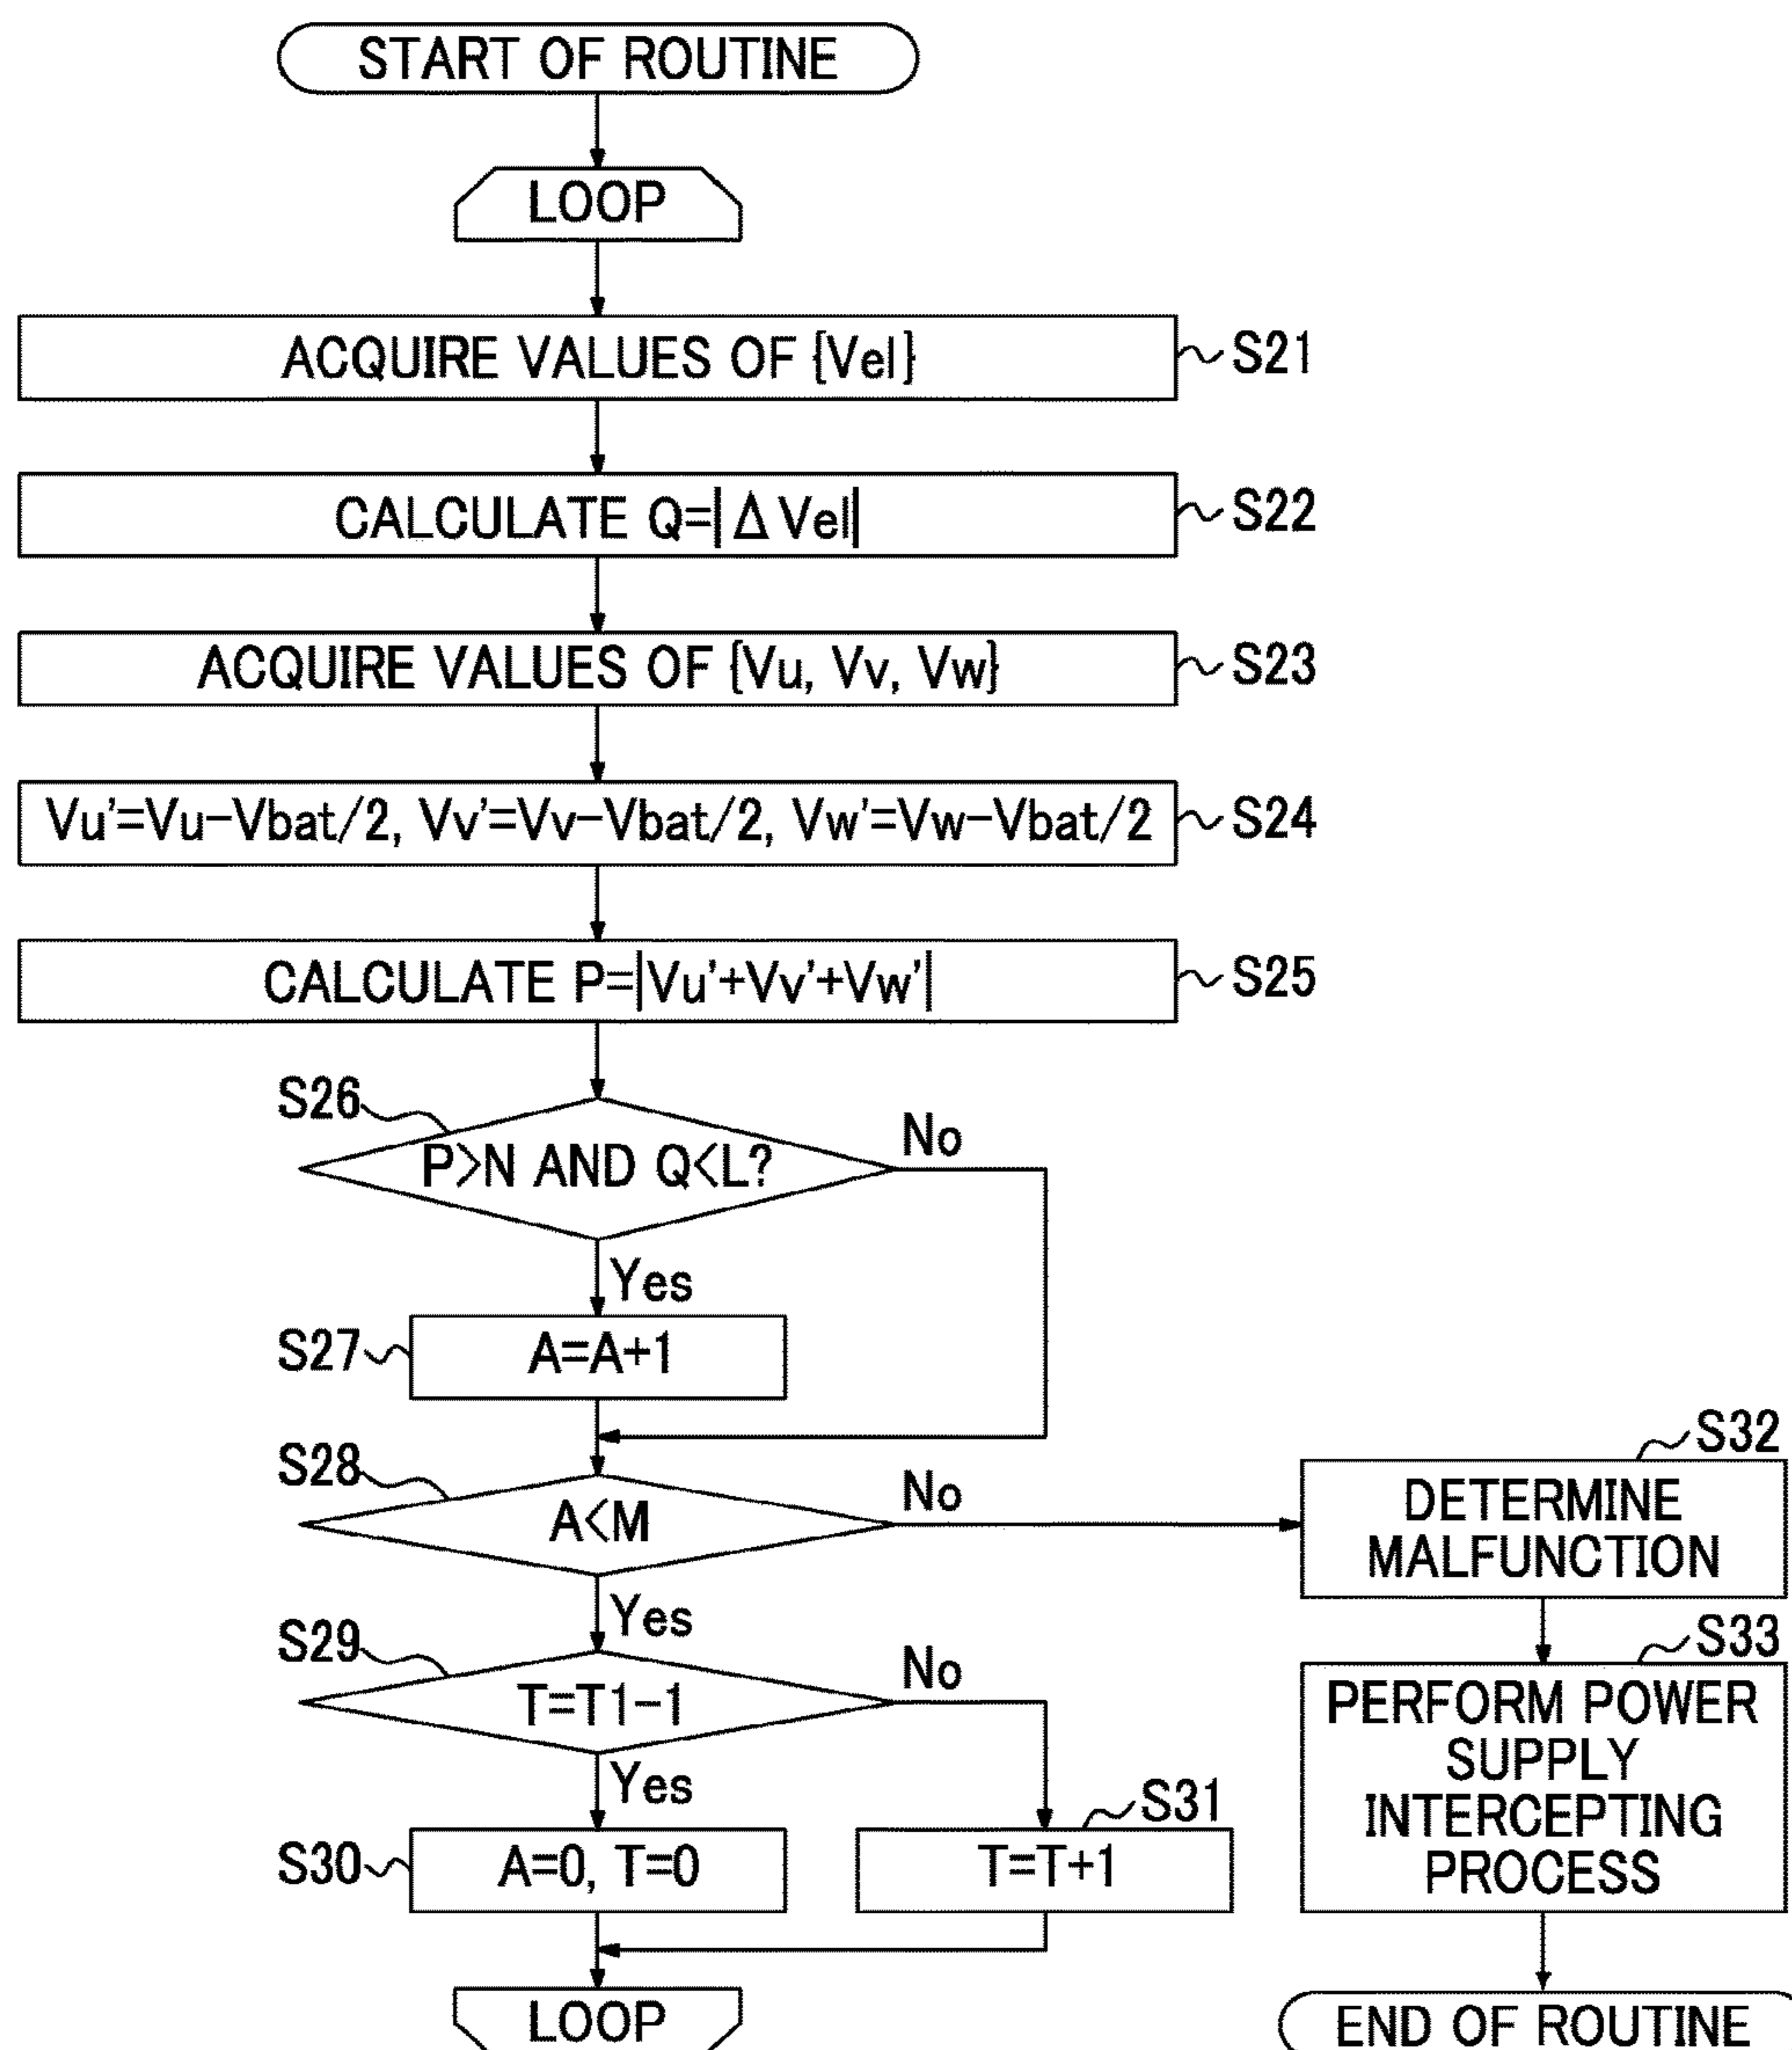 START OF ROUTINE
LOOP
ACQUIRE VALUES OF {Vel}
S21
CALCULATE Q=|ΔVel|
S22
ACQUIRE VALUES OF {Vu, Vv, Vw}
S23
Vu'=Vu-Vbat/2, Vv'=Vv-Vbat/2, Vw'=Vw-Vbat/2
S24
CALCULATE P=|Vu'+Vv'+Vw'|
S25
S26
P>N AND Q<L?
No
Yes
S27
A=A+1
S28
A<M
No
Yes
S32
DETERMINE
MALFUNCTION
S29
T=T1-1
No
Yes
S33
PERFORM POWER
SUPPLY
INTERCEPTING
PROCESS
S30
A=0, T=0
S31
T=T+1
LOOP
END OF ROUTINE